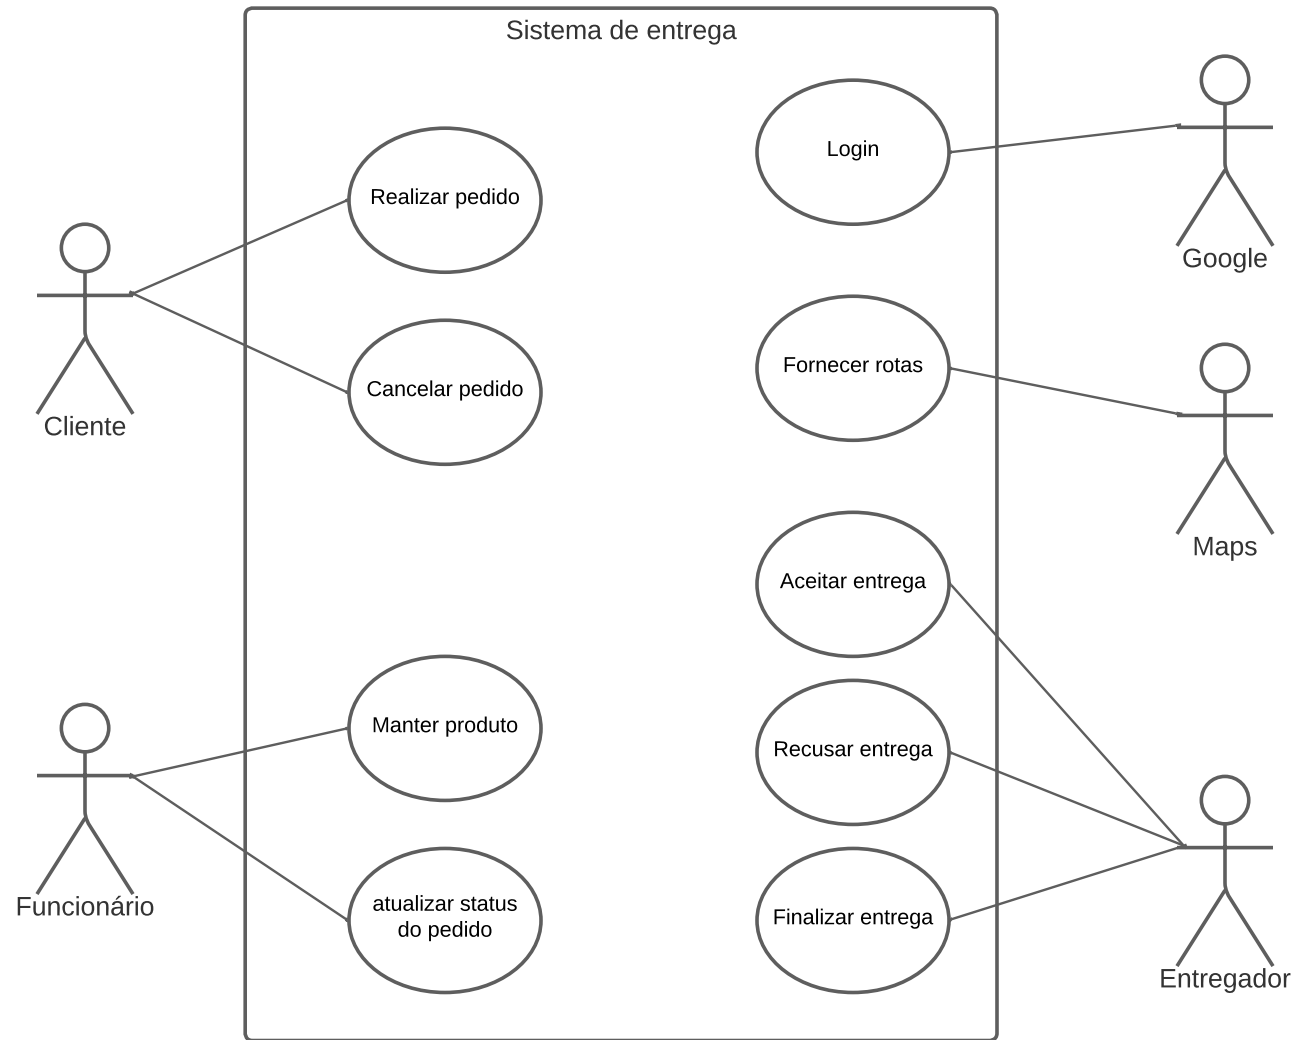 Sistema de entrega
Login
Realizar pedido
Google
Fornecer rotas
Cancelar pedido
Cliente
Maps
Aceitar entrega
Manter produto
Recusar entrega
Funcionário
atualizar status
do pedido
Finalizar entrega
Entregador